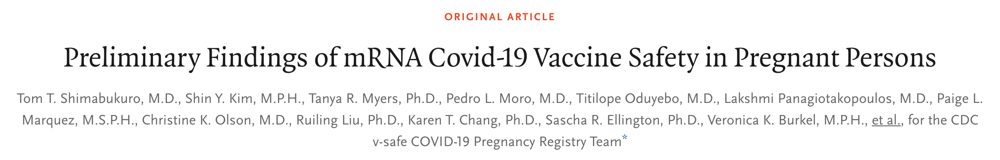 ORIGINAL ARTICLE
Preliminary Findings of mRNA Covid-19 Vaccine Safety in Pregnant Persons
Tom T. Shimabukuro, M.D., Shin Y. Kim, M.P.H., Tanya R. Myers, Ph.D., Pedro L. Moro, M.D., Titilope Oduyebo, M.D., Lakshmi Panagiotakopoulos, M.D., Paige L.
Marquez, M.S.P.H., Christine K. Olson, M.D., Ruiling Liu, Ph.D., Karen T. Chang, Ph.D., Sascha R. Ellington, Ph.D., Veronica K. Burkel, M.P.H., et al., for the CDC
v-safe COVID-19 Pregnancy Registry Team*